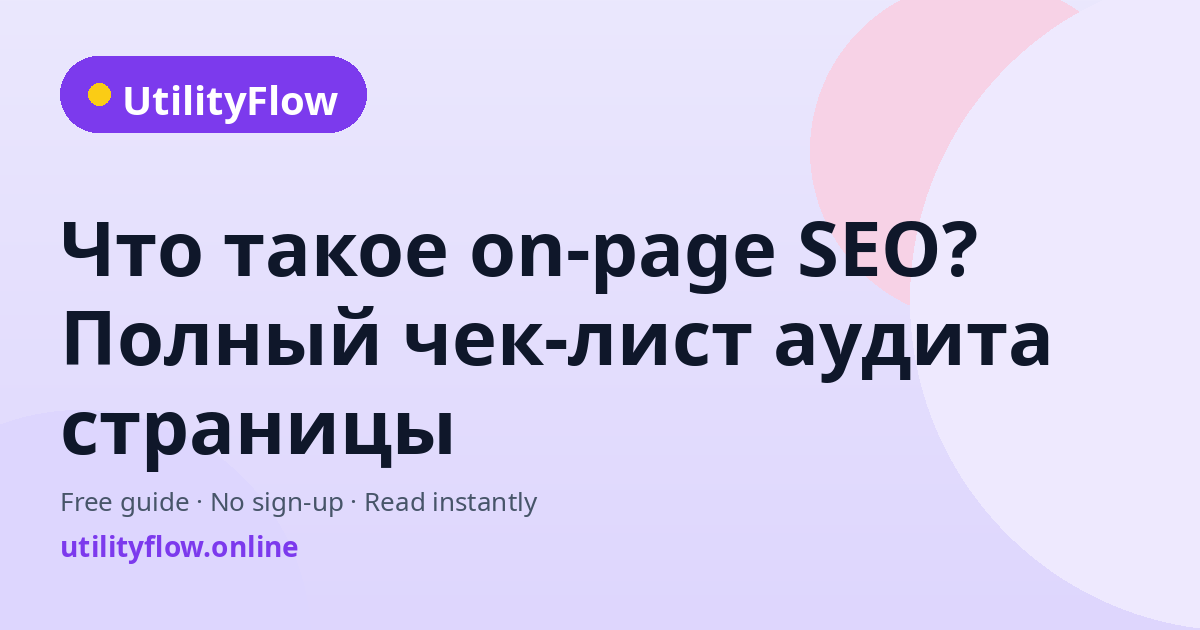 UtilityFlow
Что такое on-page SEO?
Полный чек-лист аудита
страницы
Free guide · No sign-up · Read instantly
utilityflow.online